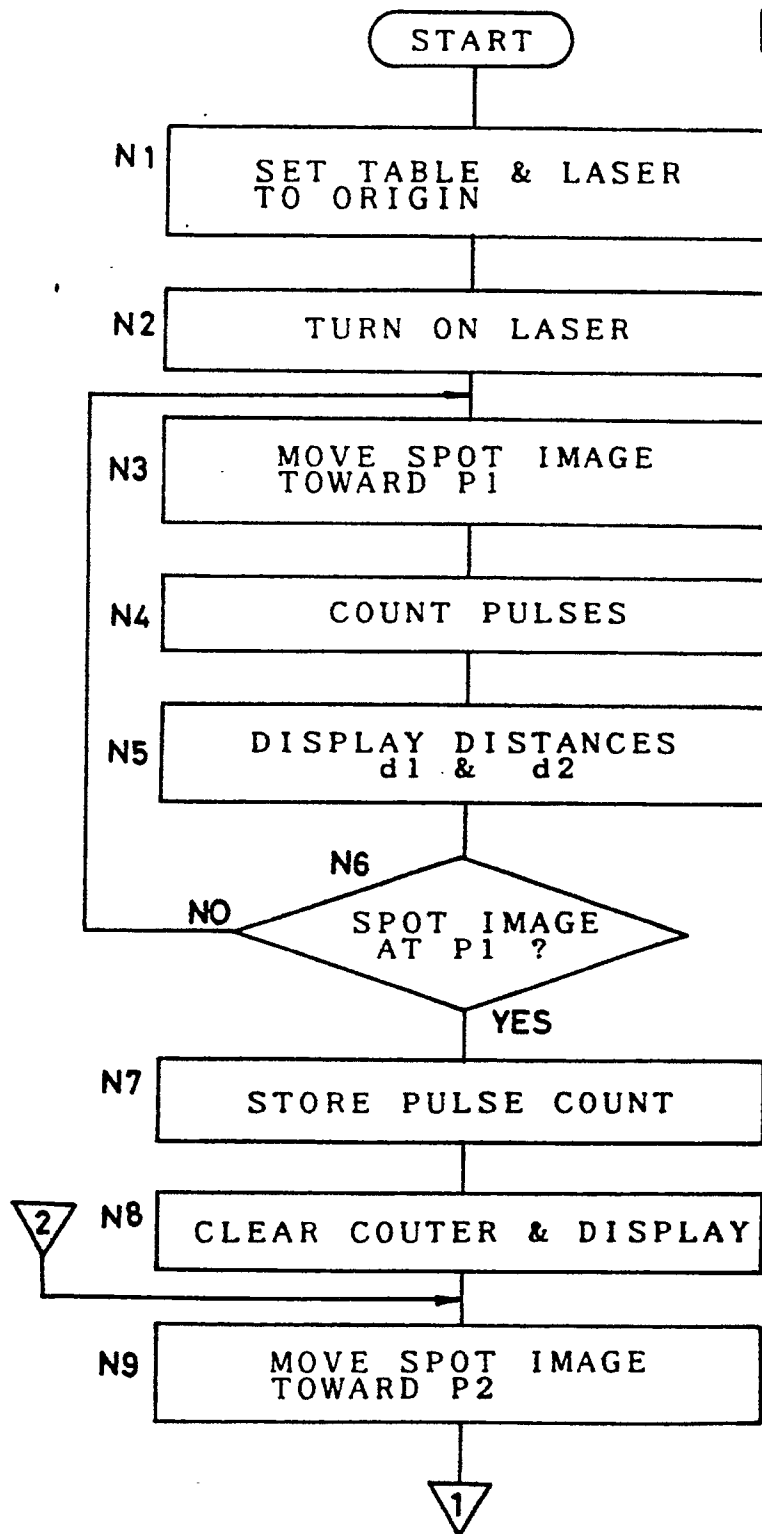 START
N1
SET TABLE & LASER
TO ORIGIN
N2
TURN ON LASER
N3
MOVE SPOT IMAGE
TOWARD P1
N4
COUNT PULSES
N5
DISPLAY DISTANCES
d1 & d2
N6
NO
SPOT IMAGE
AT P1 ?
YES
N7
STORE PULSE COUNT
2
N8
CLEAR COUTER & DISPLAY
N9
MOVE SPOT IMAGE
TOWARD P2
1